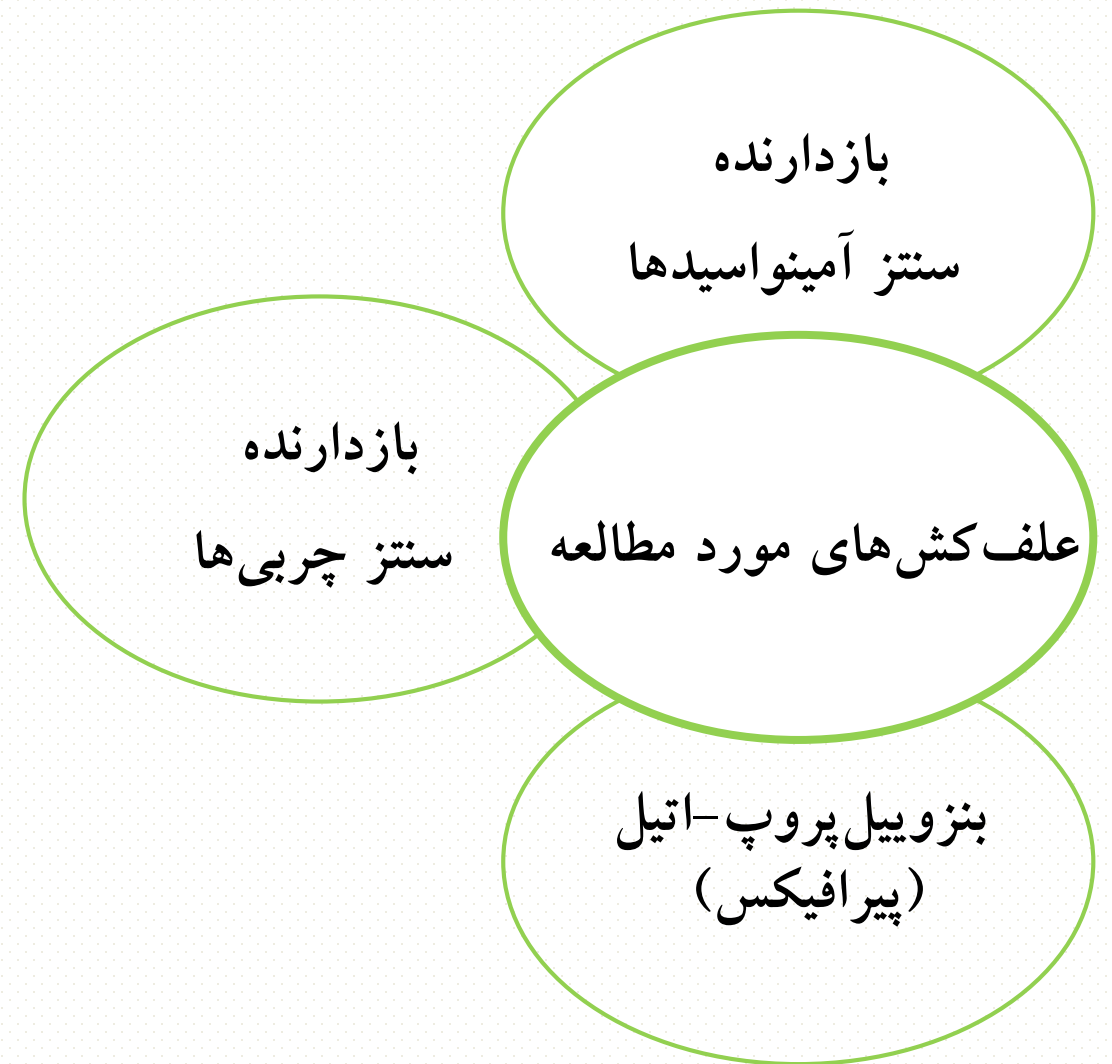 بازدارنده
سنتز آمینواسیدها
بازدارنده
سنتز چربی‌ها
علف‌کش‌های مورد مطالعه
بنزوییل‌پروپ-اتیل
(پیرافیکس)